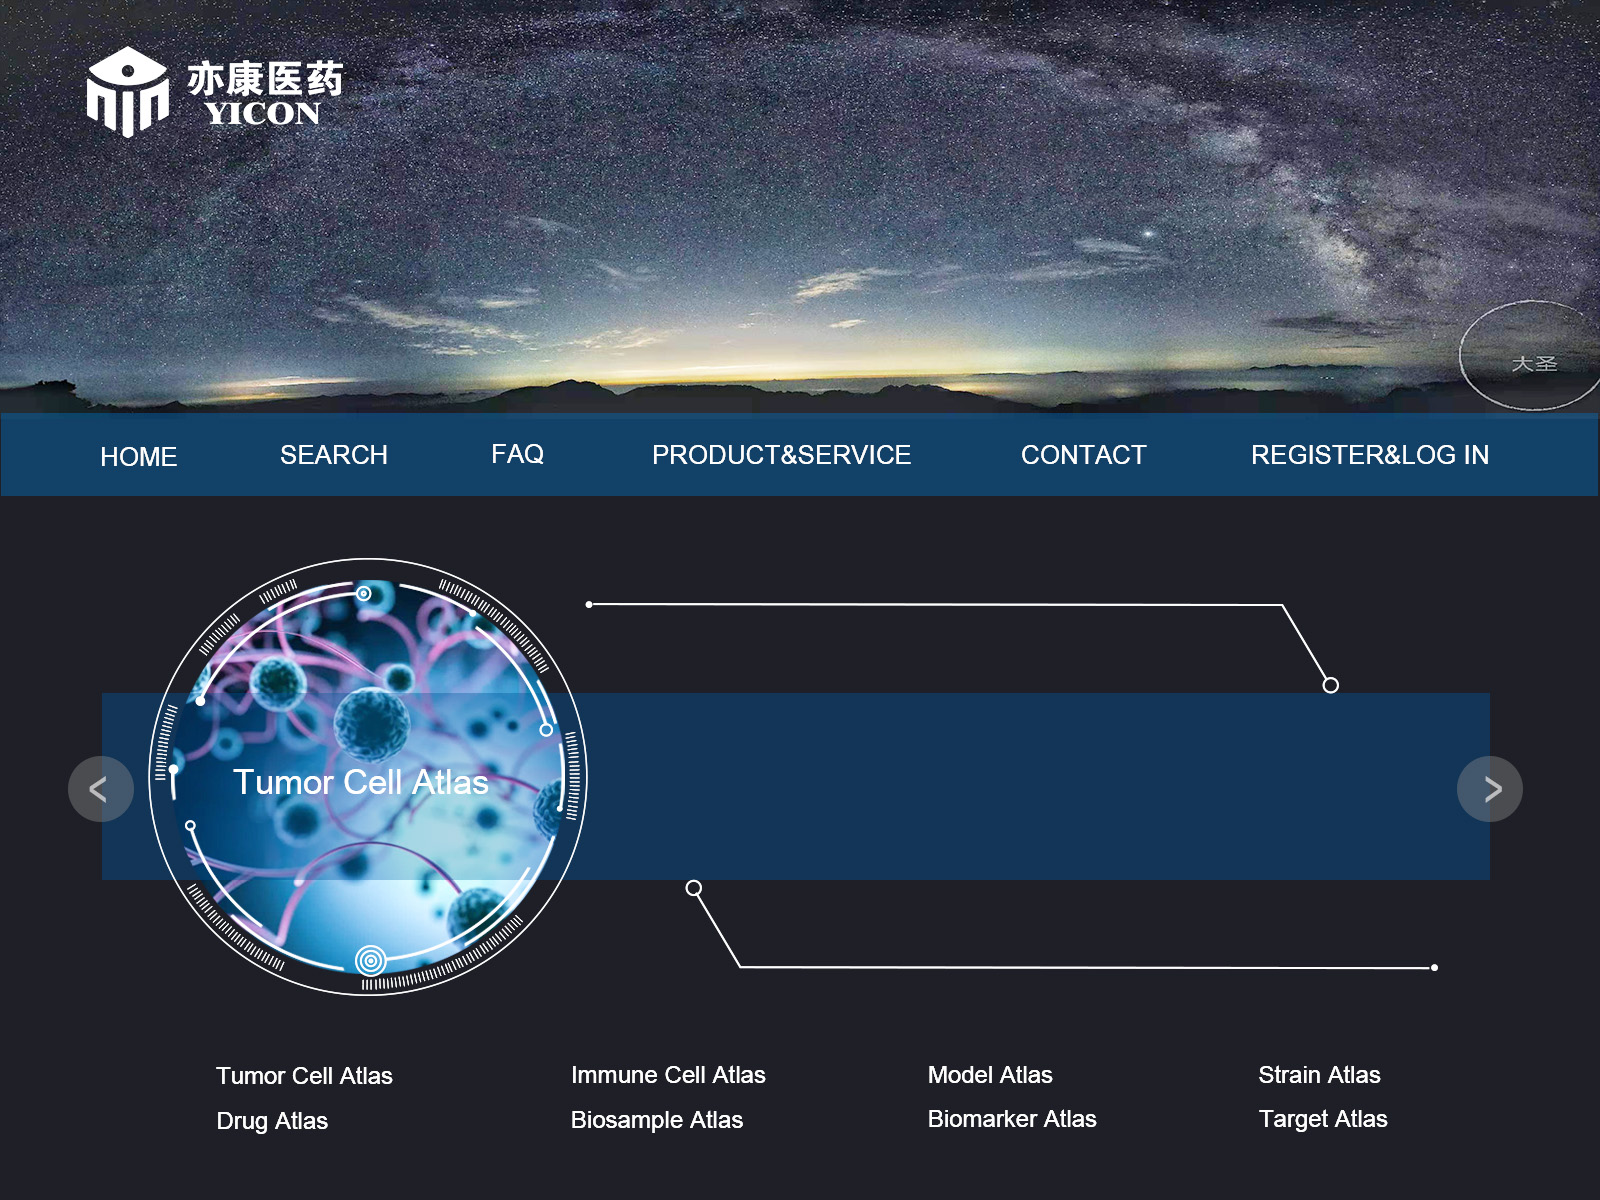 亦康医药
YICON
大圣
HOME SEARCH FAQ PRODUCT&SERVICE CONTACT REGISTER&LOG IN
Tumor Cell Atlas
< >
Tumor Cell Atlas Immune Cell Atlas Model Atlas Strain Atlas
Drug Atlas Biosample Atlas Biomarker Atlas Target Atlas